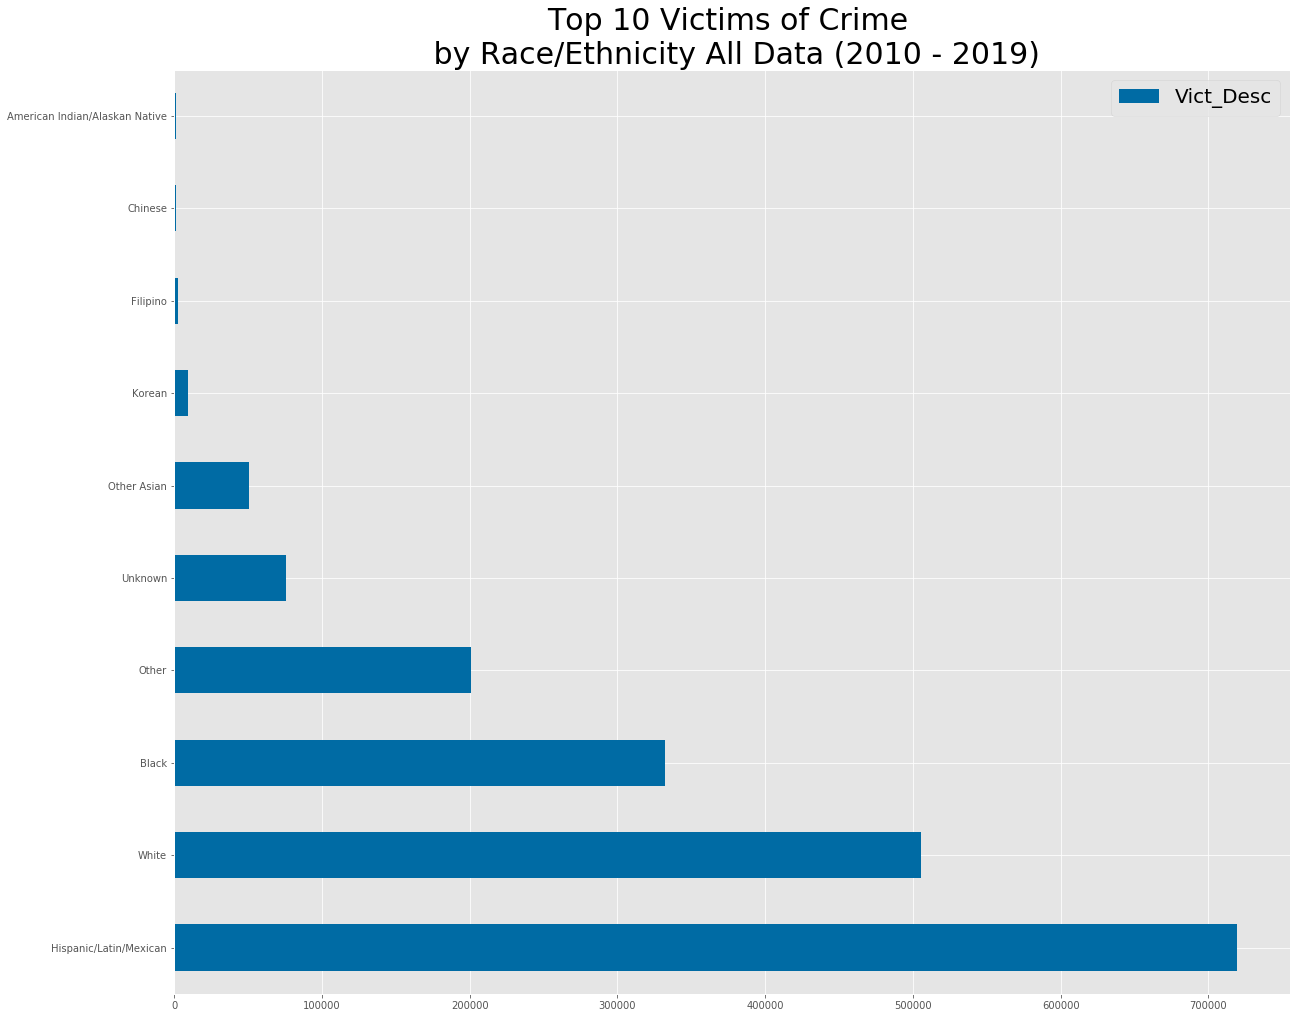 Top 10 Victims of Crime
by Race/Ethnicity All Data (2010 - 2019)
Vict_Desc
American Indian/Alaskan Native
Chinese
Filipino
Korean
Other Asian
Unknown
Other
Black
White
Hispanic/Latin/Mexican
0 100000 200000 300000 400000 500000 600000 700000